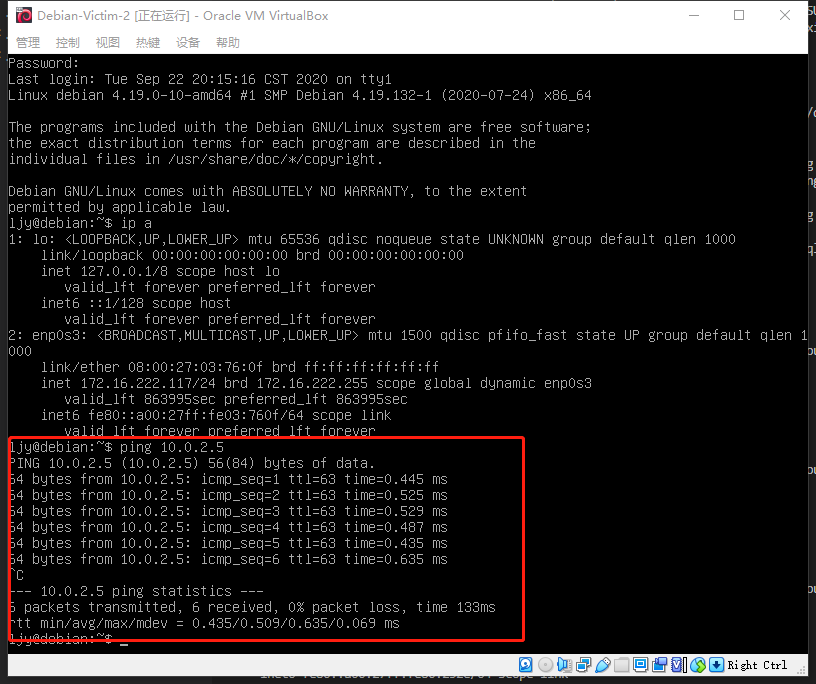 Debian-Victim-2 [正在运行] - Oracle VM VirtualBox
管理 控制 视图 热键 设备 帮助
Password:
Last login: Tue Sep 22 20:15:16 CST 2020 on tty1
Linux debian 4.19.0-10-amd64 #1 SMP Debian 4.19.132-1 (2020-07-24) x86_64
The programs included with the Debian GNU/Linux system are free software;
the exact distribution terms for each program are described in the
individual files in /usr/share/doc/*/copyright.
Debian GNU/Linux comes with ABSOLUTELY NO WARRANTY, to the extent
permitted by applicable law.
ljy@debian:~$ ip a
1: lo: <LOOPBACK,UP,LOWER_UP> mtu 65536 qdisc noqueue state UNKNOWN group default qlen 1000
link/loopback 00:00:00:00:00:00 brd 00:00:00:00:00:00
inet 127.0.0.1/8 scope host lo
valid_lft forever preferred_lft forever
inet6 ::1/128 scope host
valid_lft forever preferred_lft forever
2: enp0s3: <BROADCAST,MULTICAST,UP,LOWER_UP> mtu 1500 qdisc pfifo_fast state UP group default qlen 1
000
link/ether 08:00:27:03:76:0f brd ff:ff:ff:ff:ff:ff
inet 172.16.222.117/24 brd 172.16.222.255 scope global dynamic enp0s3
valid_lft 863995sec preferred_lft 863995sec
inet6 fe80::a00:27ff:fe03:760f/64 scope link
valid_lft forever preferred_lft forever
ljy@debian:~$ ping 10.0.2.5
PING 10.0.2.5 (10.0.2.5) 56(84) bytes of data.
64 bytes from 10.0.2.5: icmp_seq=1 ttl=63 time=0.445 ms
64 bytes from 10.0.2.5: icmp_seq=2 ttl=63 time=0.525 ms
64 bytes from 10.0.2.5: icmp_seq=3 ttl=63 time=0.529 ms
64 bytes from 10.0.2.5: icmp_seq=4 ttl=63 time=0.487 ms
64 bytes from 10.0.2.5: icmp_seq=5 ttl=63 time=0.435 ms
64 bytes from 10.0.2.5: icmp_seq=6 ttl=63 time=0.635 ms
^C
--- 10.0.2.5 ping statistics ---
6 packets transmitted, 6 received, 0% packet loss, time 133ms
rtt min/avg/max/mdev = 0.435/0.509/0.635/0.069 ms
ljy@debian:~$ _
Right Ctrl